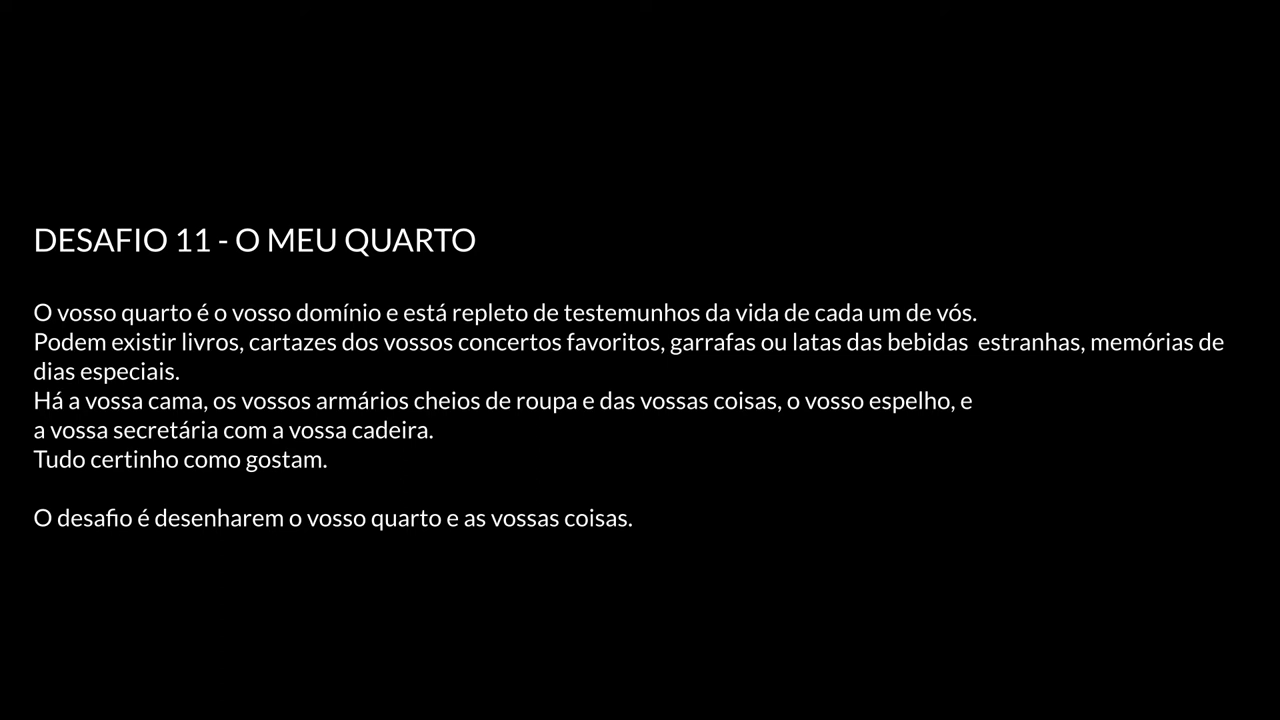 DESAFIO 11 - O MEU QUARTO
O vosso quarto é o vosso domínio e está repleto de testemunhos da vida de cada um de vós.
Podem existir livros, cartazes dos vossos concertos favoritos, garrafas ou latas das bebidas  estranhas, memórias de
dias especiais.
Há a vossa cama, os vossos armários cheios de roupa e das vossas coisas, o vosso espelho, e
a vossa secretária com a vossa cadeira.
Tudo certinho como gostam.
O desafio é desenharem o vosso quarto e as vossas coisas.